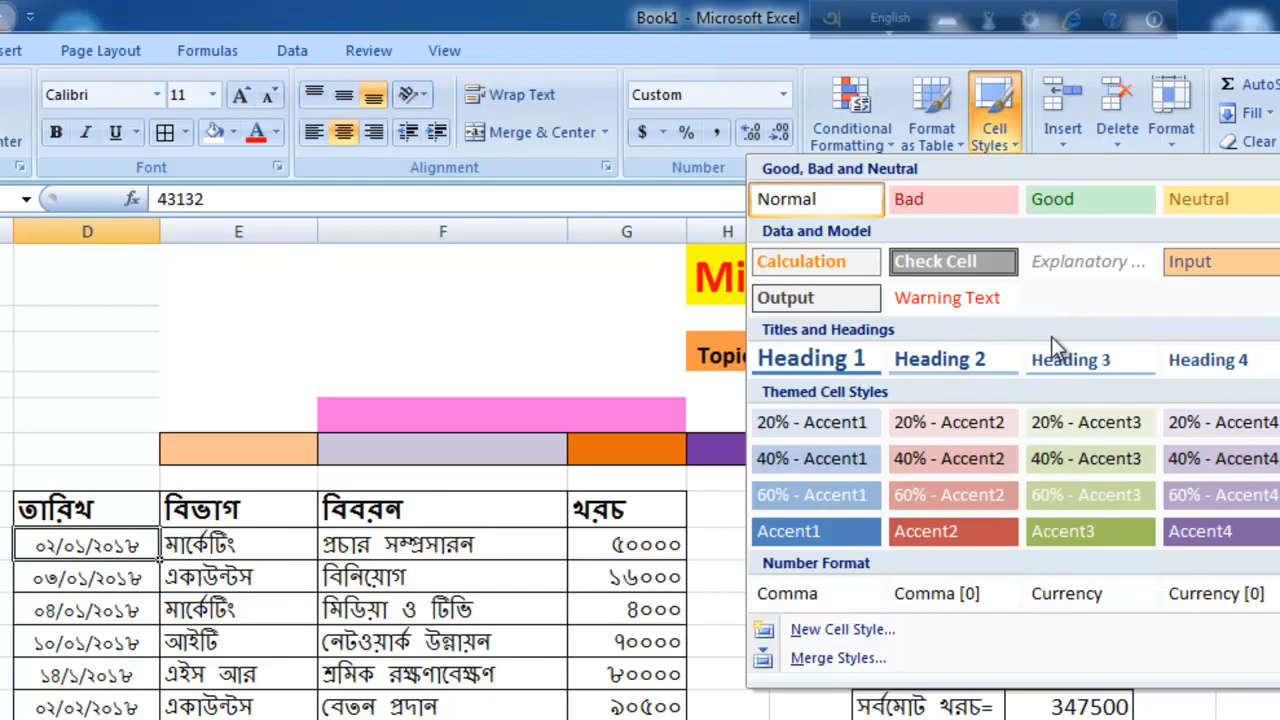 Book1 - Microsoft Excel
English
Page Layout Formulas Data Review View
Calibri 11 Wrap Text Custom AutoS
B I U Merge & Center $ % , Conditional Formatting Format as Table Cell Styles Insert Delete Format Fill Clear
Font Alignment Number
fx 43132
Good, Bad and Neutral
Normal Bad Good Neutral
Data and Model
Calculation Check Cell Explanatory ... Input
Output Warning Text
Titles and Headings
Heading 1 Heading 2 Heading 3 Heading 4
Themed Cell Styles
20% - Accent1 20% - Accent2 20% - Accent3 20% - Accent4
40% - Accent1 40% - Accent2 40% - Accent3 40% - Accent4
60% - Accent1 60% - Accent2 60% - Accent3 60% - Accent4
Accent1 Accent2 Accent3 Accent4
Number Format
Comma Comma [0] Currency Currency [0]
New Cell Style...
Merge Styles...
D E F G H
Mi
Topi
তারিখ বিভাগ বিবরন খরচ
০২/০১/২০১৮ মার্কেটিং প্রচার সম্প্রসারন ৫০০০০
০৩/০১/২০১৮ একাউন্টস বিনিয়োগ ১৬০০০
০৪/০১/২০১৮ মার্কেটিং মিডিয়া ও টিভি ৪০০০
১০/০১/২০১৮ আইটি নেটওয়ার্ক উন্নায়ন ৭০০০০
১৪/১/২০১৮ এইস আর শ্রমিক রক্ষণাবেক্ষণ ৮০০০০
০২/০২/২০১৮ একাউন্টস বেতন প্রদান ৯০৫০০
সর্বমোট খরচ= 347500